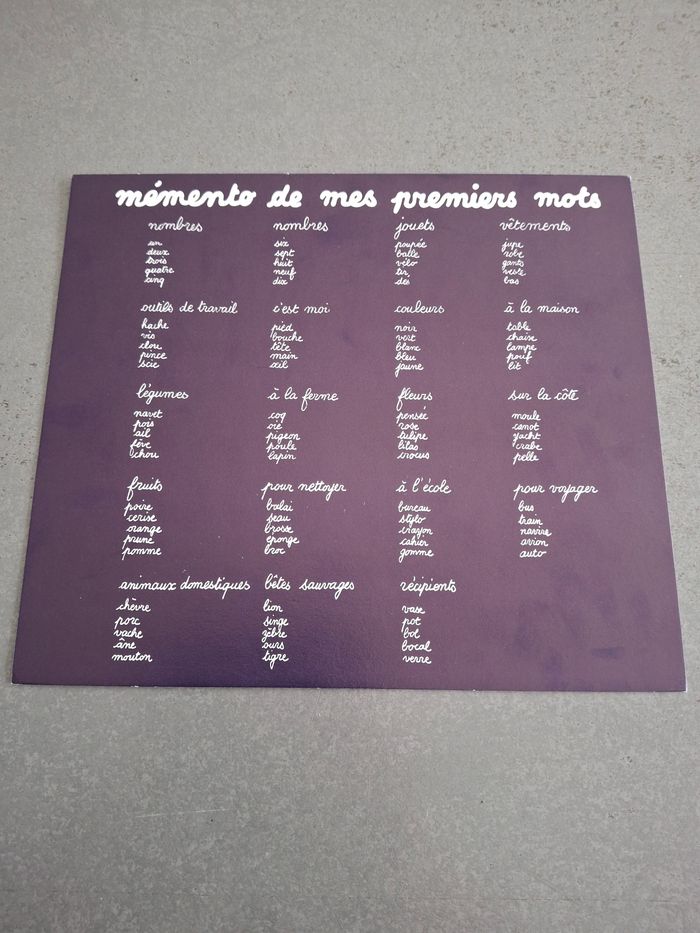 mémento de mes premiers mots
nombres
un
deux
trois
quatre
cinq
nombres
six
sept
huit
neuf
dix
jouets
poupée
balle
vélo
tir
dés
vêtements
jupe
robe
gants
veste
bas
outils de travail
hache
vis
clou
pince
scie
c'est moi
pied
bouche
tête
main
œil
couleurs
noir
vert
blanc
bleu
jaune
à la maison
table
chaise
lampe
pouf
lit
légumes
navet
pois
ail
fève
chou
à la ferme
coq
oie
pigeon
poule
lapin
fleurs
pensée
rose
tulipe
lilas
crocus
sur la côte
moule
canot
yacht
crabe
pelle
fruits
poire
cerise
orange
prune
pomme
pour nettoyer
balai
seau
brosse
éponge
broc
à l'école
bureau
stylo
crayon
cahier
gomme
pour voyager
bus
train
navire
avion
auto
animaux domestiques
chèvre
porc
vache
âne
mouton
bêtes sauvages
lion
singe
zèbre
ours
tigre
récipients
vase
pot
bol
bocal
verre